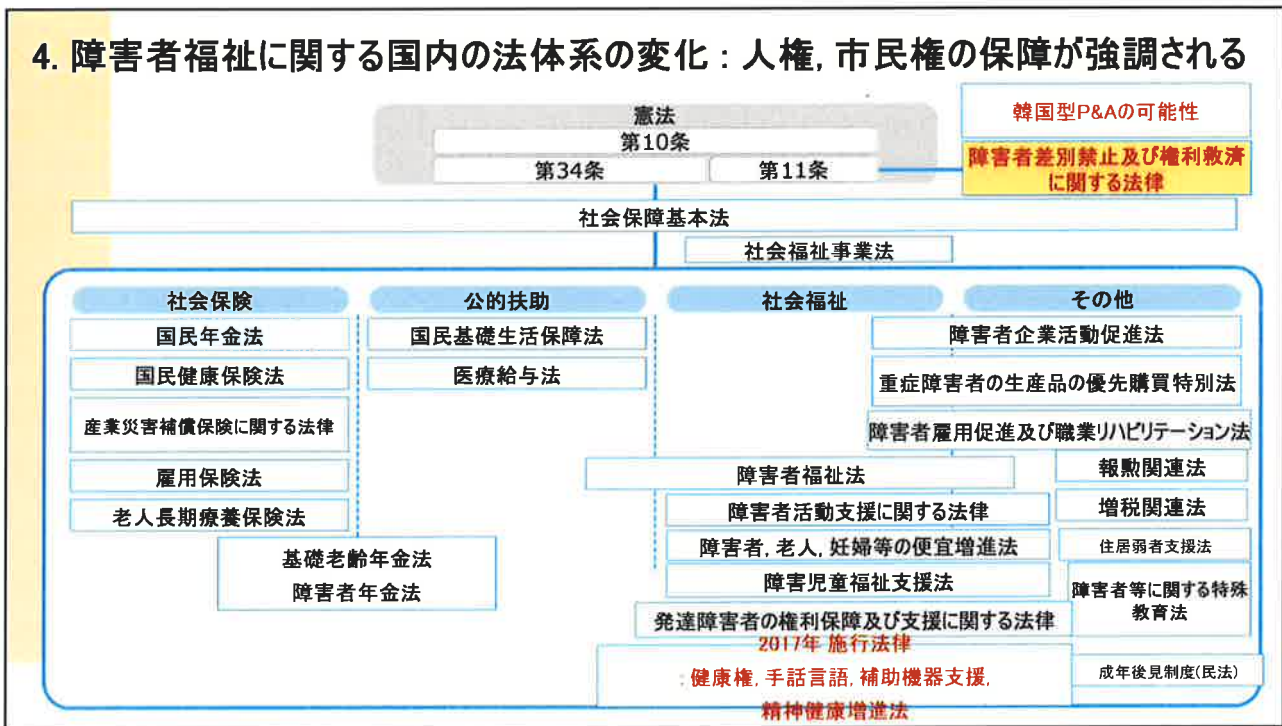 4. 障害者福祉に関する国内の法体系の変化：人権, 市民権の保障が強調される
憲法
第10条
第34条
第11条
韓国型P&Aの可能性
障害者差別禁止及び権利救済
に関する法律
社会保障基本法
社会福祉事業法
社会保険
公的扶助
社会福祉
その他
国民年金法
国民健康保険法
産業災害補償保険に関する法律
雇用保険法
老人長期療養保険法
国民基礎生活保障法
医療給与法
基礎老齢年金法
障害者年金法
障害者企業活動促進法
重症障害者の生産品の優先購買特別法
障害者雇用促進及び職業リハビリテーション法
障害者福祉法
障害者活動支援に関する法律
障害者, 老人, 妊婦等の便宜増進法
障害児童福祉支援法
発達障害者の権利保障及び支援に関する法律
2017年 施行法律
: 健康権, 手話言語, 補助機器支援,
精神健康増進法
報勲関連法
増税関連法
住居弱者支援法
障害者等に関する特殊
教育法
成年後見制度(民法)